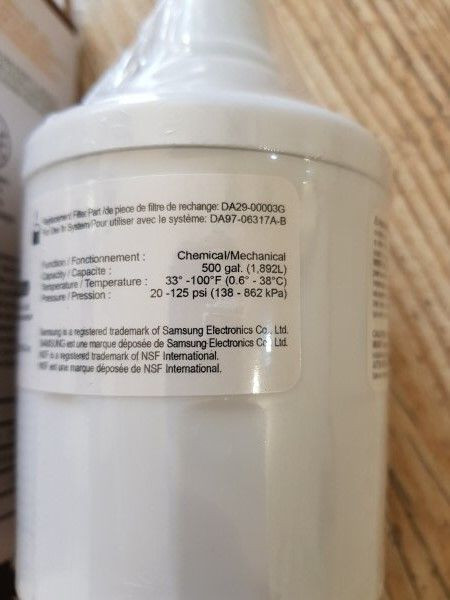 Replacement Filter Part /de piece de filtre de rechange: DA29-00003G
For Use In System/Pour utiliser avec le système: DA97-06317A-B
Function / Fonctionnement : Chemical/Mechanical
Capacity / Capacite : 500 gal. (1,892L)
Temperature / Temperature : 33° -100°F (0.6° - 38°C)
Pressure / Pression : 20 -125 psi (138 - 862 kPa)
Samsung is a registered trademark of Samsung Electronics Co., Ltd.
SAMSUNG est une marque déposée de Samsung Electronics Co., Ltd.
NSF is a registered trademark of NSF International.
NSF est une marque déposée de NSF International.